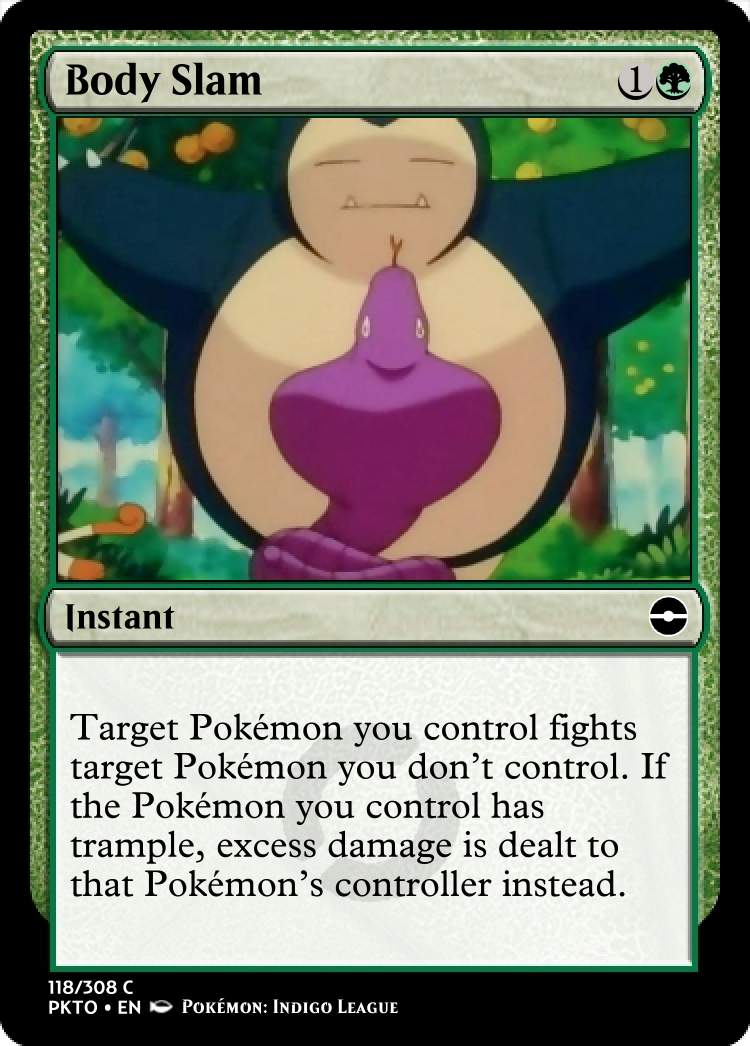 Body Slam 1
Instant
Target Pokémon you control fights
target Pokémon you don't control. If
the Pokémon you control has
trample, excess damage is dealt to
that Pokémon's controller instead.
118/308 C
PKTO • EN Pokémon: Indigo League